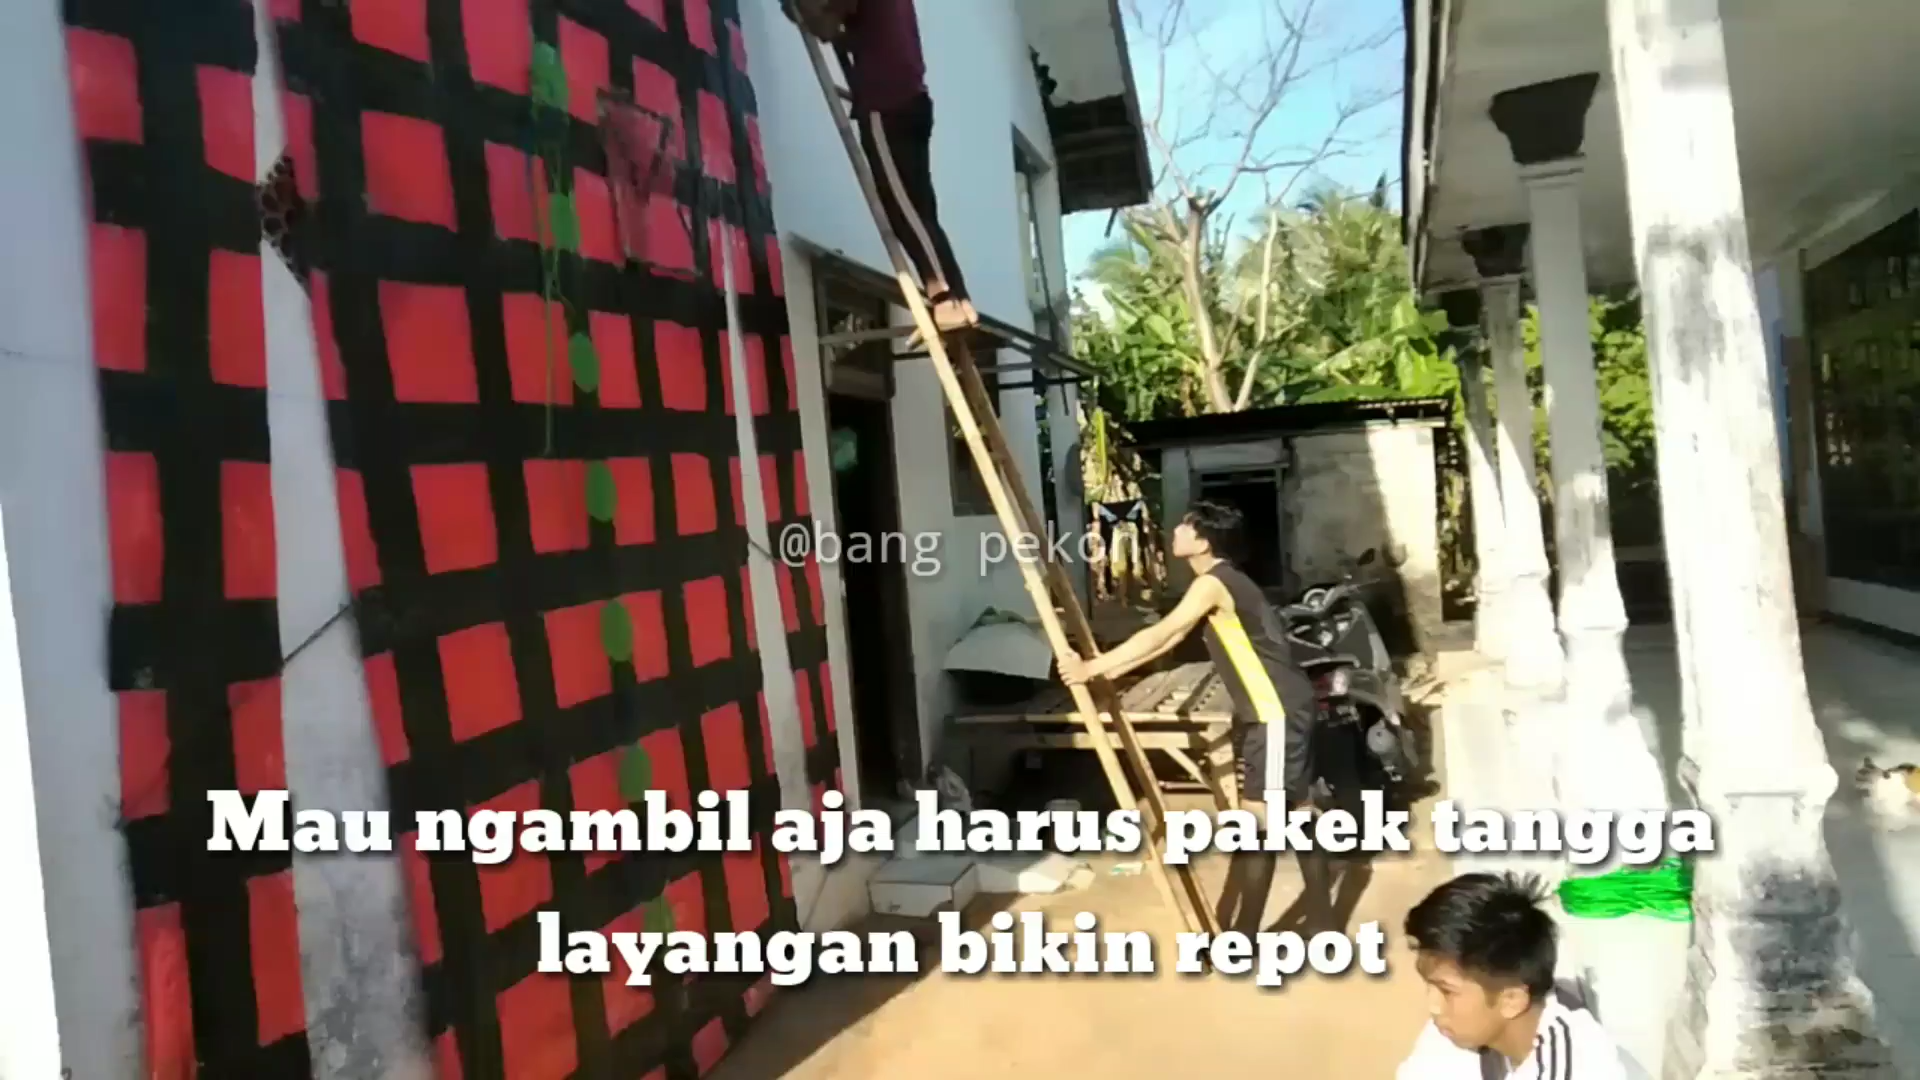 @bang pekon
Mau ngambil aja harus pakek tangga
layangan bikin repot